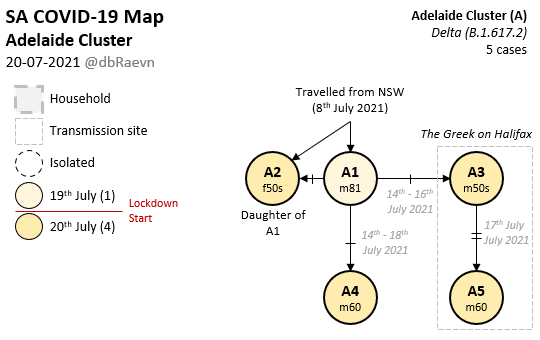 SA COVID-19 Map
Adelaide Cluster
20-07-2021 @dbRaevn
Adelaide Cluster (A)
Delta (B.1.617.2)
5 cases
Household
Transmission site
Isolated
19th July (1)
20th July (4)
Lockdown
Start
Travelled from NSW
(8th July 2021)
The Greek on Halifax
A2
f50s
Daughter of
A1
A1
m81
14th - 16th
July 2021
A3
m50s
14th - 18th
July 2021
17th July
July 2021
A4
m60
A5
m60